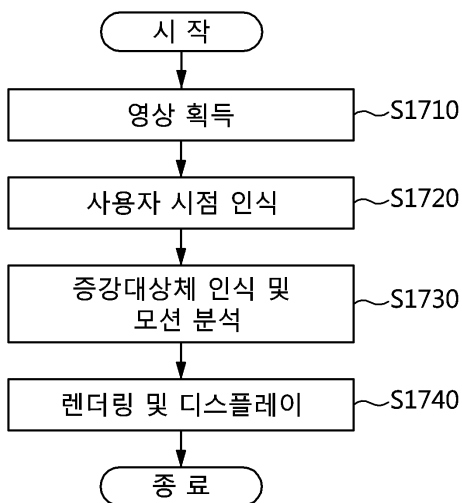 시 작
영상 획득
S1710
사용자 시점 인식
S1720
증강대상체 인식 및
모션 분석
S1730
렌더링 및 디스플레이
S1740
종 료